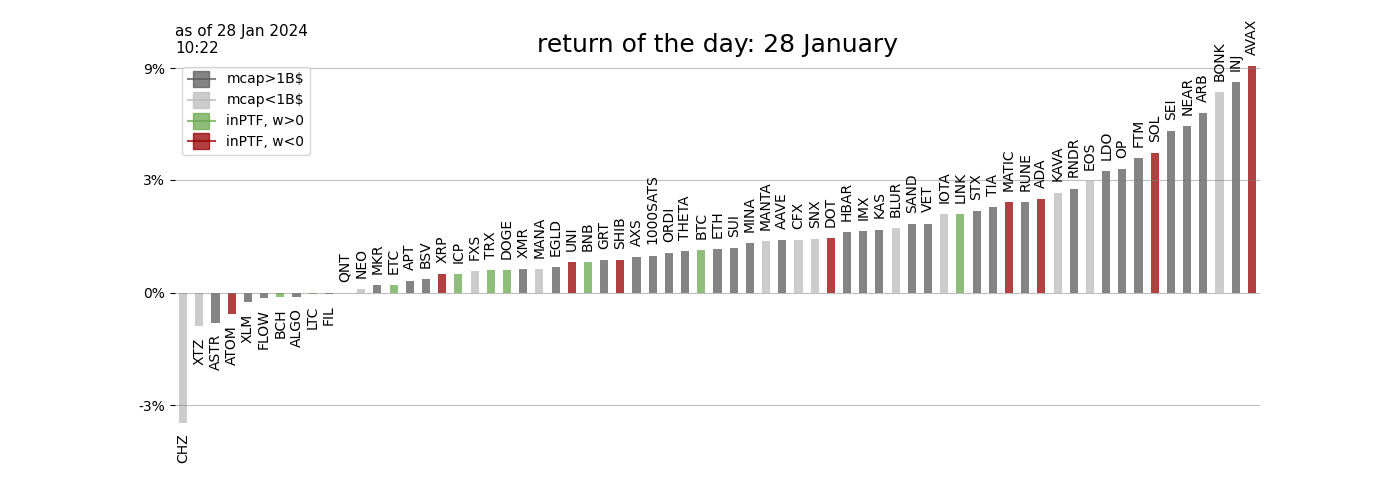 as of 28 Jan 2024
10:22
return of the day: 28 January
mcap>1B$
mcap<1B$
inPTF, w>0
inPTF, w<0
9%
3%
0%
-3%
CHZ
XTZ
ASTR
ATOM
XLM
FLOW
BCH
ALGO
LTC
FIL
QNT
NEO
MKR
ETC
APT
BSV
XRP
ICP
FXS
TRX
DOGE
XMR
MANA
EGLD
UNI
BNB
GRT
SHIB
AXS
1000SATS
ORDI
THETA
BTC
ETH
SUI
MINA
MANTA
AAVE
CFX
SNX
DOT
HBAR
IMX
KAS
BLUR
SAND
VET
IOTA
LINK
STX
TIA
MATIC
RUNE
ADA
KAVA
RNDR
EOS
LDO
OP
FTM
SOL
SEI
NEAR
ARB
BONK
INJ
AVAX